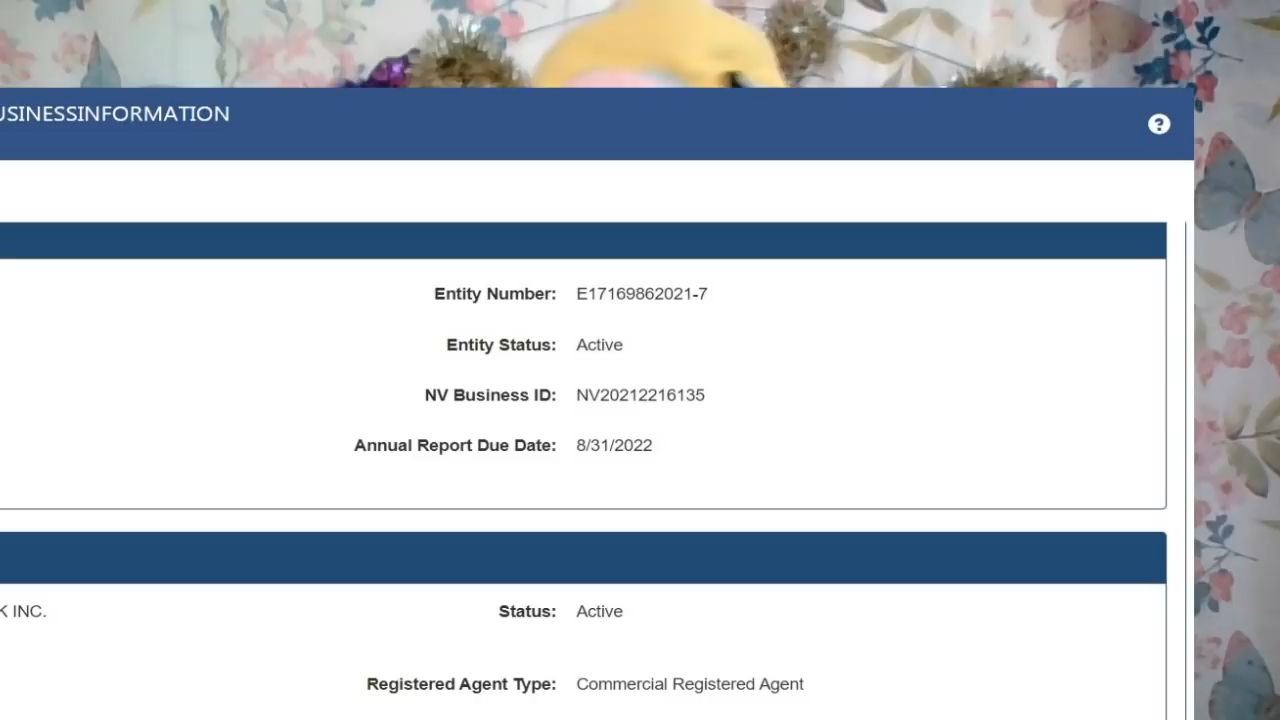 USINESSINFORMATION
Entity Number: E17169862021-7
Entity Status: Active
NV Business ID: NV20212216135
Annual Report Due Date: 8/31/2022
K INC. Status: Active
Registered Agent Type: Commercial Registered Agent